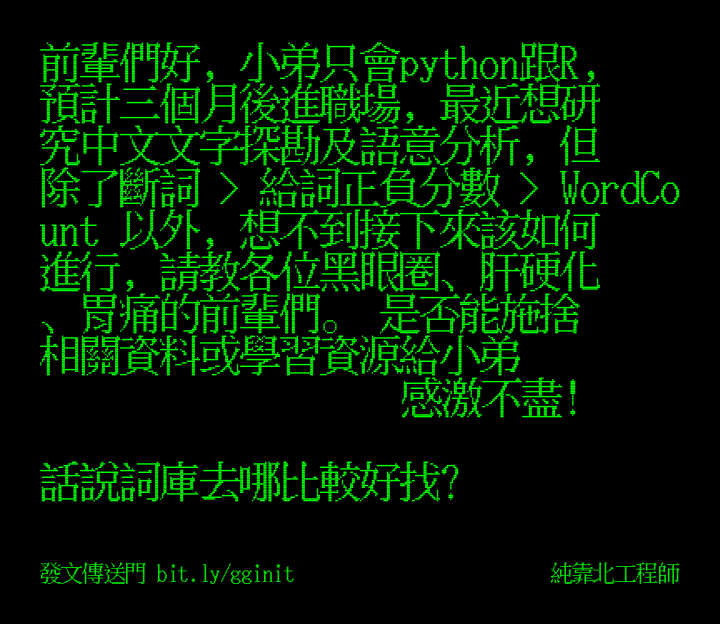 前輩們好，小弟只會python跟R，
預計三個月後進職場，最近想研
究中文文字探勘及語意分析，但
除了斷詞 > 給詞正負分數 > WordCo
unt 以外，想不到接下來該如何
進行，請教各位黑眼圈、肝硬化
、胃痛的前輩們。 是否能施捨
相關資料或學習資源給小弟
感激不盡!
話說詞庫去哪比較好找?
發文傳送門 bit.ly/gginit
純靠北工程師